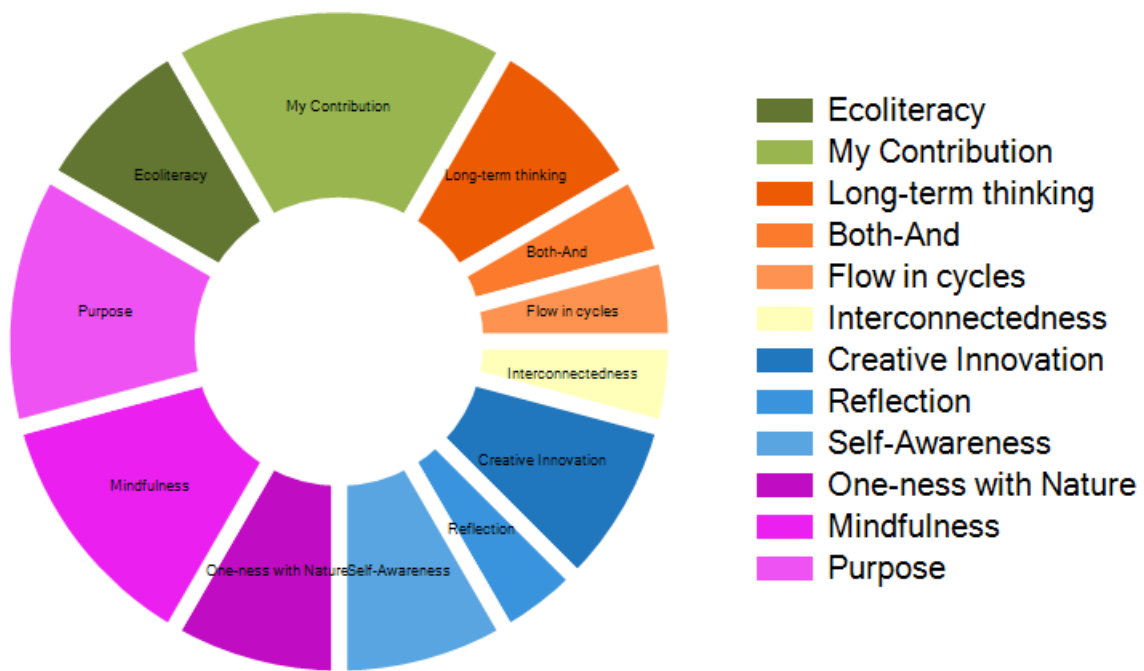 My Contribution
Ecoliteracy
Long-term thinking
Both-And
Purpose
Flow in cycles
Interconnectedness
Creative Innovation
Mindfulness
Reflection
One-ness with Nature
Self-Awareness
Ecoliteracy
My Contribution
Long-term thinking
Both-And
Flow in cycles
Interconnectedness
Creative Innovation
Reflection
Self-Awareness
One-ness with Nature
Mindfulness
Purpose